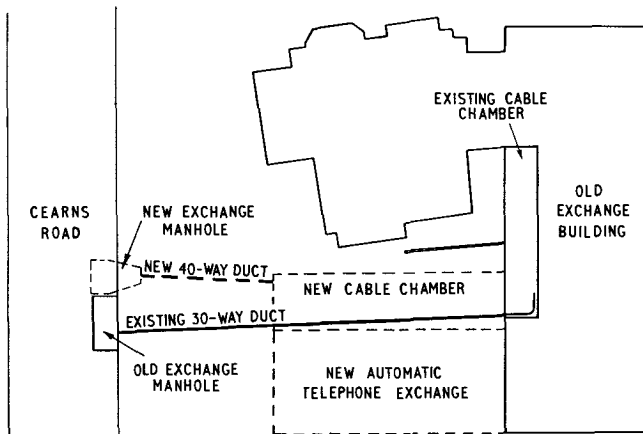 EXISTING CABLE
CHAMBER
CEARNS
ROAD
NEW EXCHANGE
MANHOLE
OLD
EXCHANGE
BUILDING
NEW 40-WAY DUCT
NEW CABLE CHAMBER
EXISTING 30-WAY DUCT
OLD EXCHANGE
MANHOLE
NEW AUTOMATIC
TELEPHONE EXCHANGE